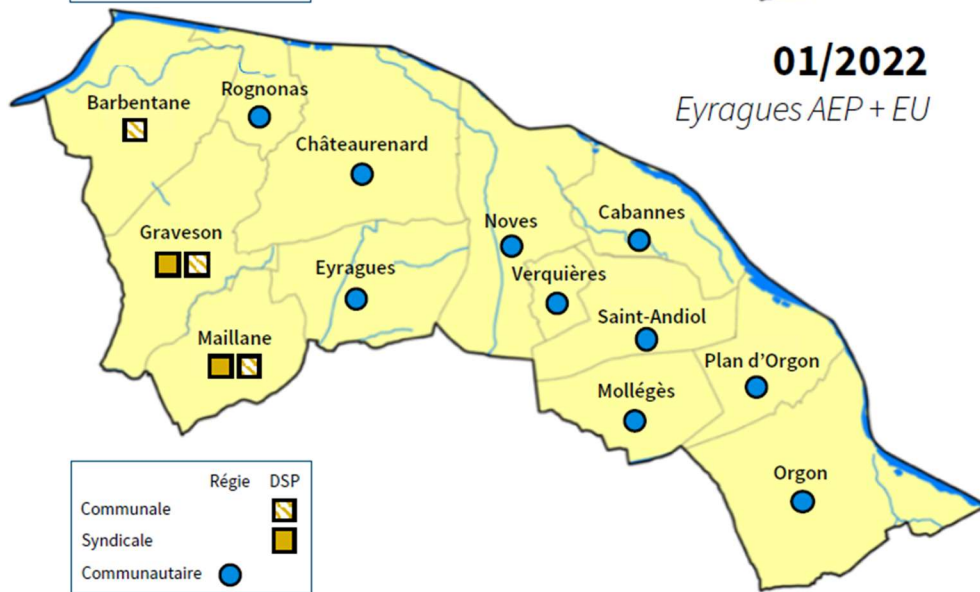 01/2022
Eyragues AEP + EU
Barbentane
Rognonas
Châteaurenard
Graveson
Eyragues
Noves
Cabannes
Verquières
Saint-Andiol
Maillane
Plan d'Orgon
Mollégès
Orgon
Régie DSP
Communale
Syndicale
Communautaire